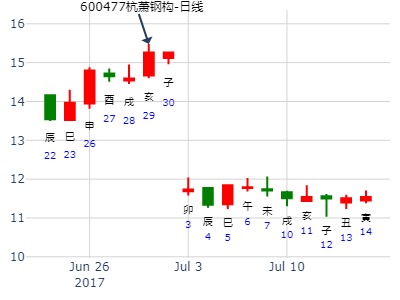 600477杭萧钢构-日线
16
15
14
13
12
11
10
辰
22
巳
23
申
26
酉
27
戌
28
亥
29
子
30
卯
3
辰
4
巳
5
午
6
未
7
戌
10
亥
11
子
12
丑
13
寅
14
Jun 26
2017
Jul 3
Jul 10